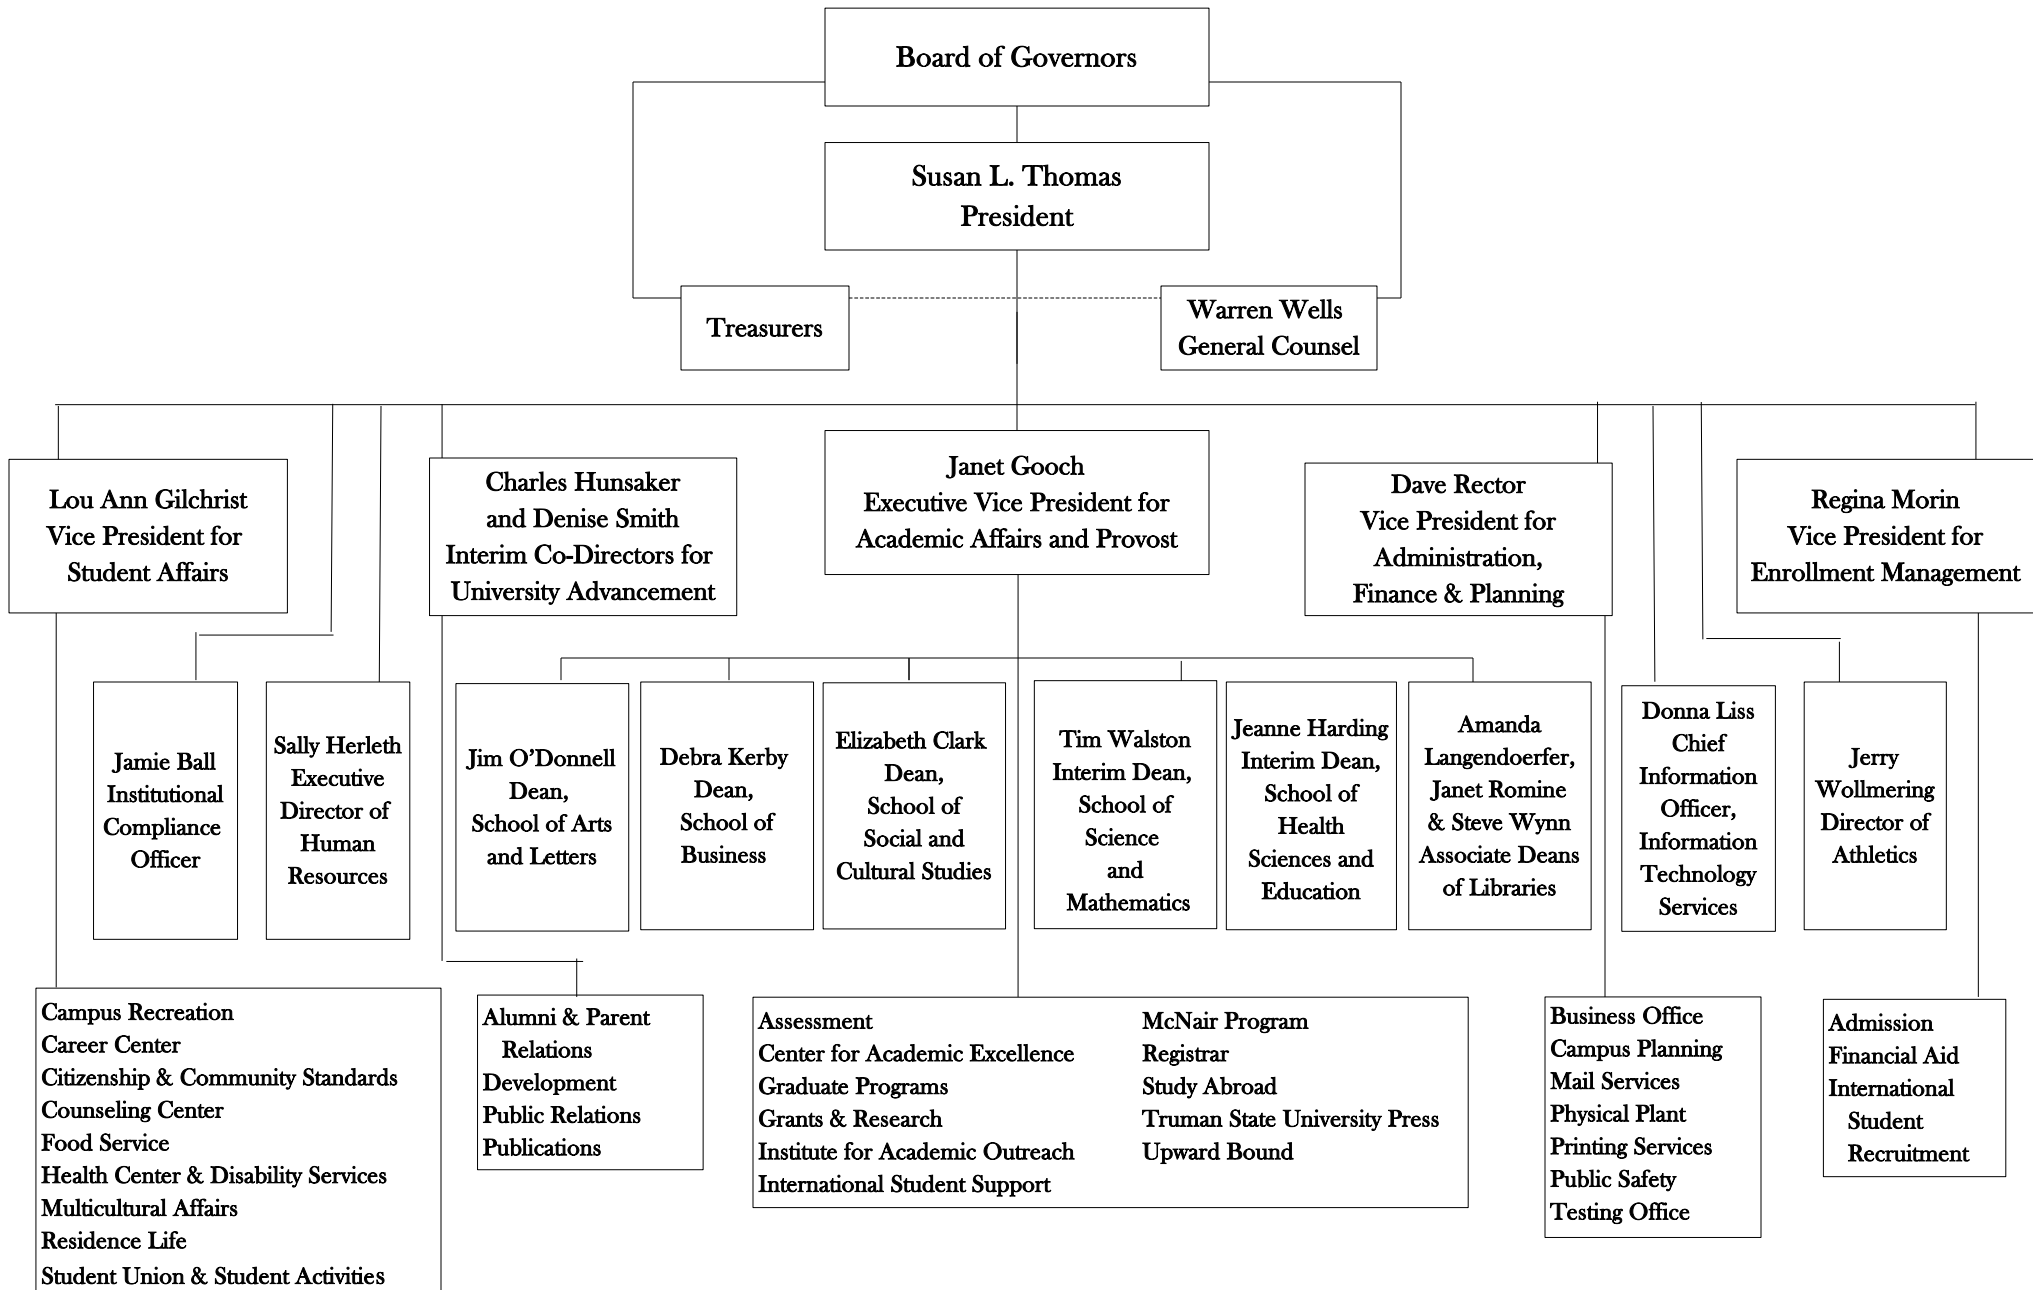 Board of Governors
Susan L. Thomas
President
Treasurers
Warren Wells
General Counsel
Lou Ann Gilchrist
Vice President for
Student Affairs
Charles Hunsaker
and Denise Smith
Interim Co-Directors for
University Advancement
Janet Gooch
Executive Vice President for
Academic Affairs and Provost
Dave Rector
Vice President for
Administration,
Finance & Planning
Regina Morin
Vice President for
Enrollment Management
Jamie Ball
Institutional
Compliance
Officer
Sally Herleth
Executive
Director of
Human
Resources
Jim O’Donnell
Dean,
School of Arts
and Letters
Debra Kerby
Dean,
School of
Business
Elizabeth Clark
Dean,
School of
Social and
Cultural Studies
Tim Walston
Interim Dean,
School of
Science
and
Mathematics
Jeanne Harding
Interim Dean,
School of
Health
Sciences and
Education
Amanda
Langendoerfer,
Janet Romine
& Steve Wynn
Associate Deans
of Libraries
Donna Liss
Chief
Information
Officer,
Information
Technology
Services
Jerry
Wollmering
Director of
Athletics
Campus Recreation
Career Center
Citizenship & Community Standards
Counseling Center
Food Service
Health Center & Disability Services
Multicultural Affairs
Residence Life
Student Union & Student Activities
Alumni & Parent
Relations
Development
Public Relations
Publications
Assessment
Center for Academic Excellence
Graduate Programs
Grants & Research
Institute for Academic Outreach
International Student Support
McNair Program
Registrar
Study Abroad
Truman State University Press
Upward Bound
Business Office
Campus Planning
Mail Services
Physical Plant
Printing Services
Public Safety
Testing Office
Admission
Financial Aid
International
Student
Recruitment